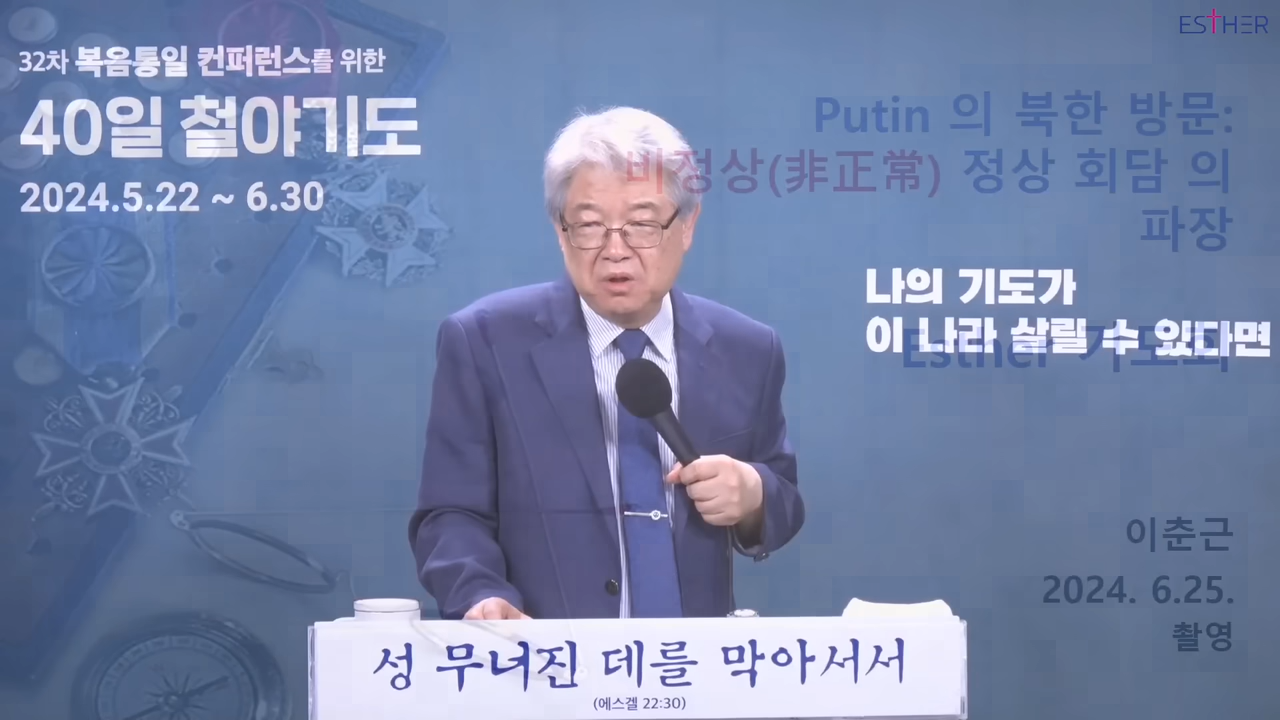 ESTHER
32차 복음통일 컨퍼런스를 위한
40일 철야기도
2024.5.22 ~ 6.30
Putin 의 북한 방문:
비정상(非正常) 정상 회담 의
파장
나의 기도가
이 나라 살릴 수 있다면
Esther 기도회
이춘근
2024. 6.25.
촬영
성 무너진 데를 막아서서
(에스겔 22:30)